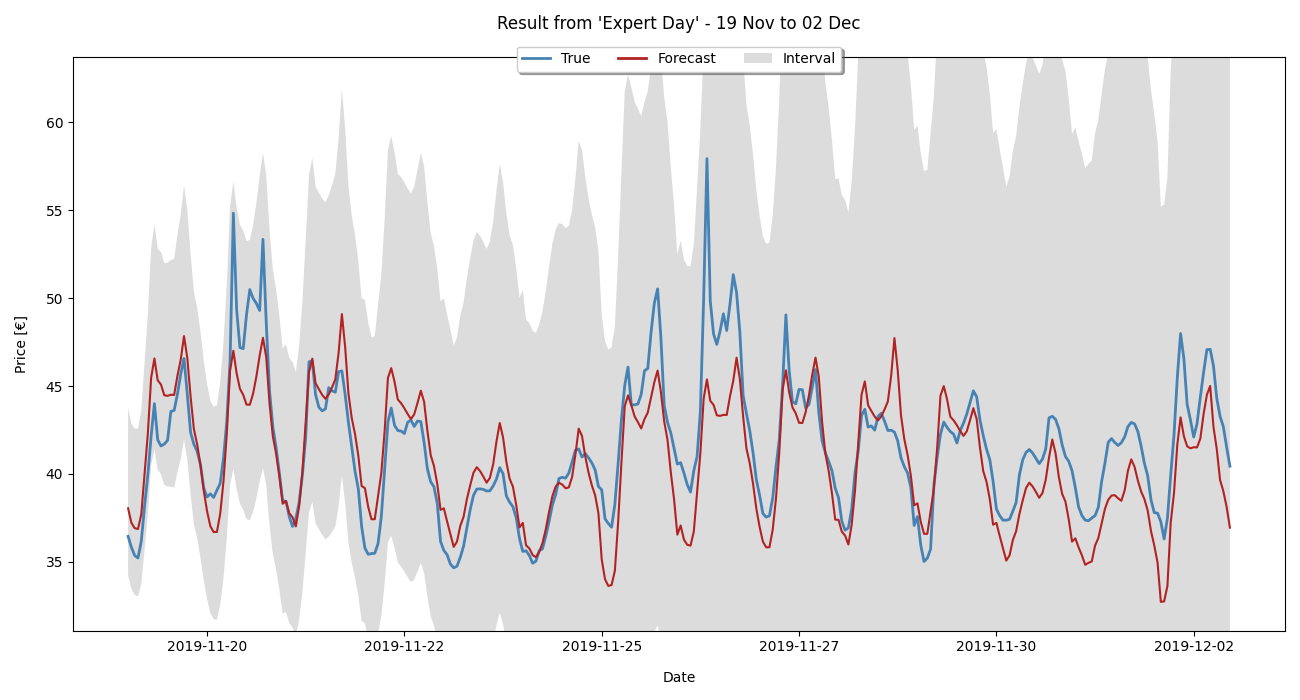 Result from 'Expert Day' - 19 Nov to 02 Dec
True Forecast Interval
60
55
50
45
40
35
Price [€]
2019-11-20 2019-11-22 2019-11-25 2019-11-27 2019-11-30 2019-12-02
Date